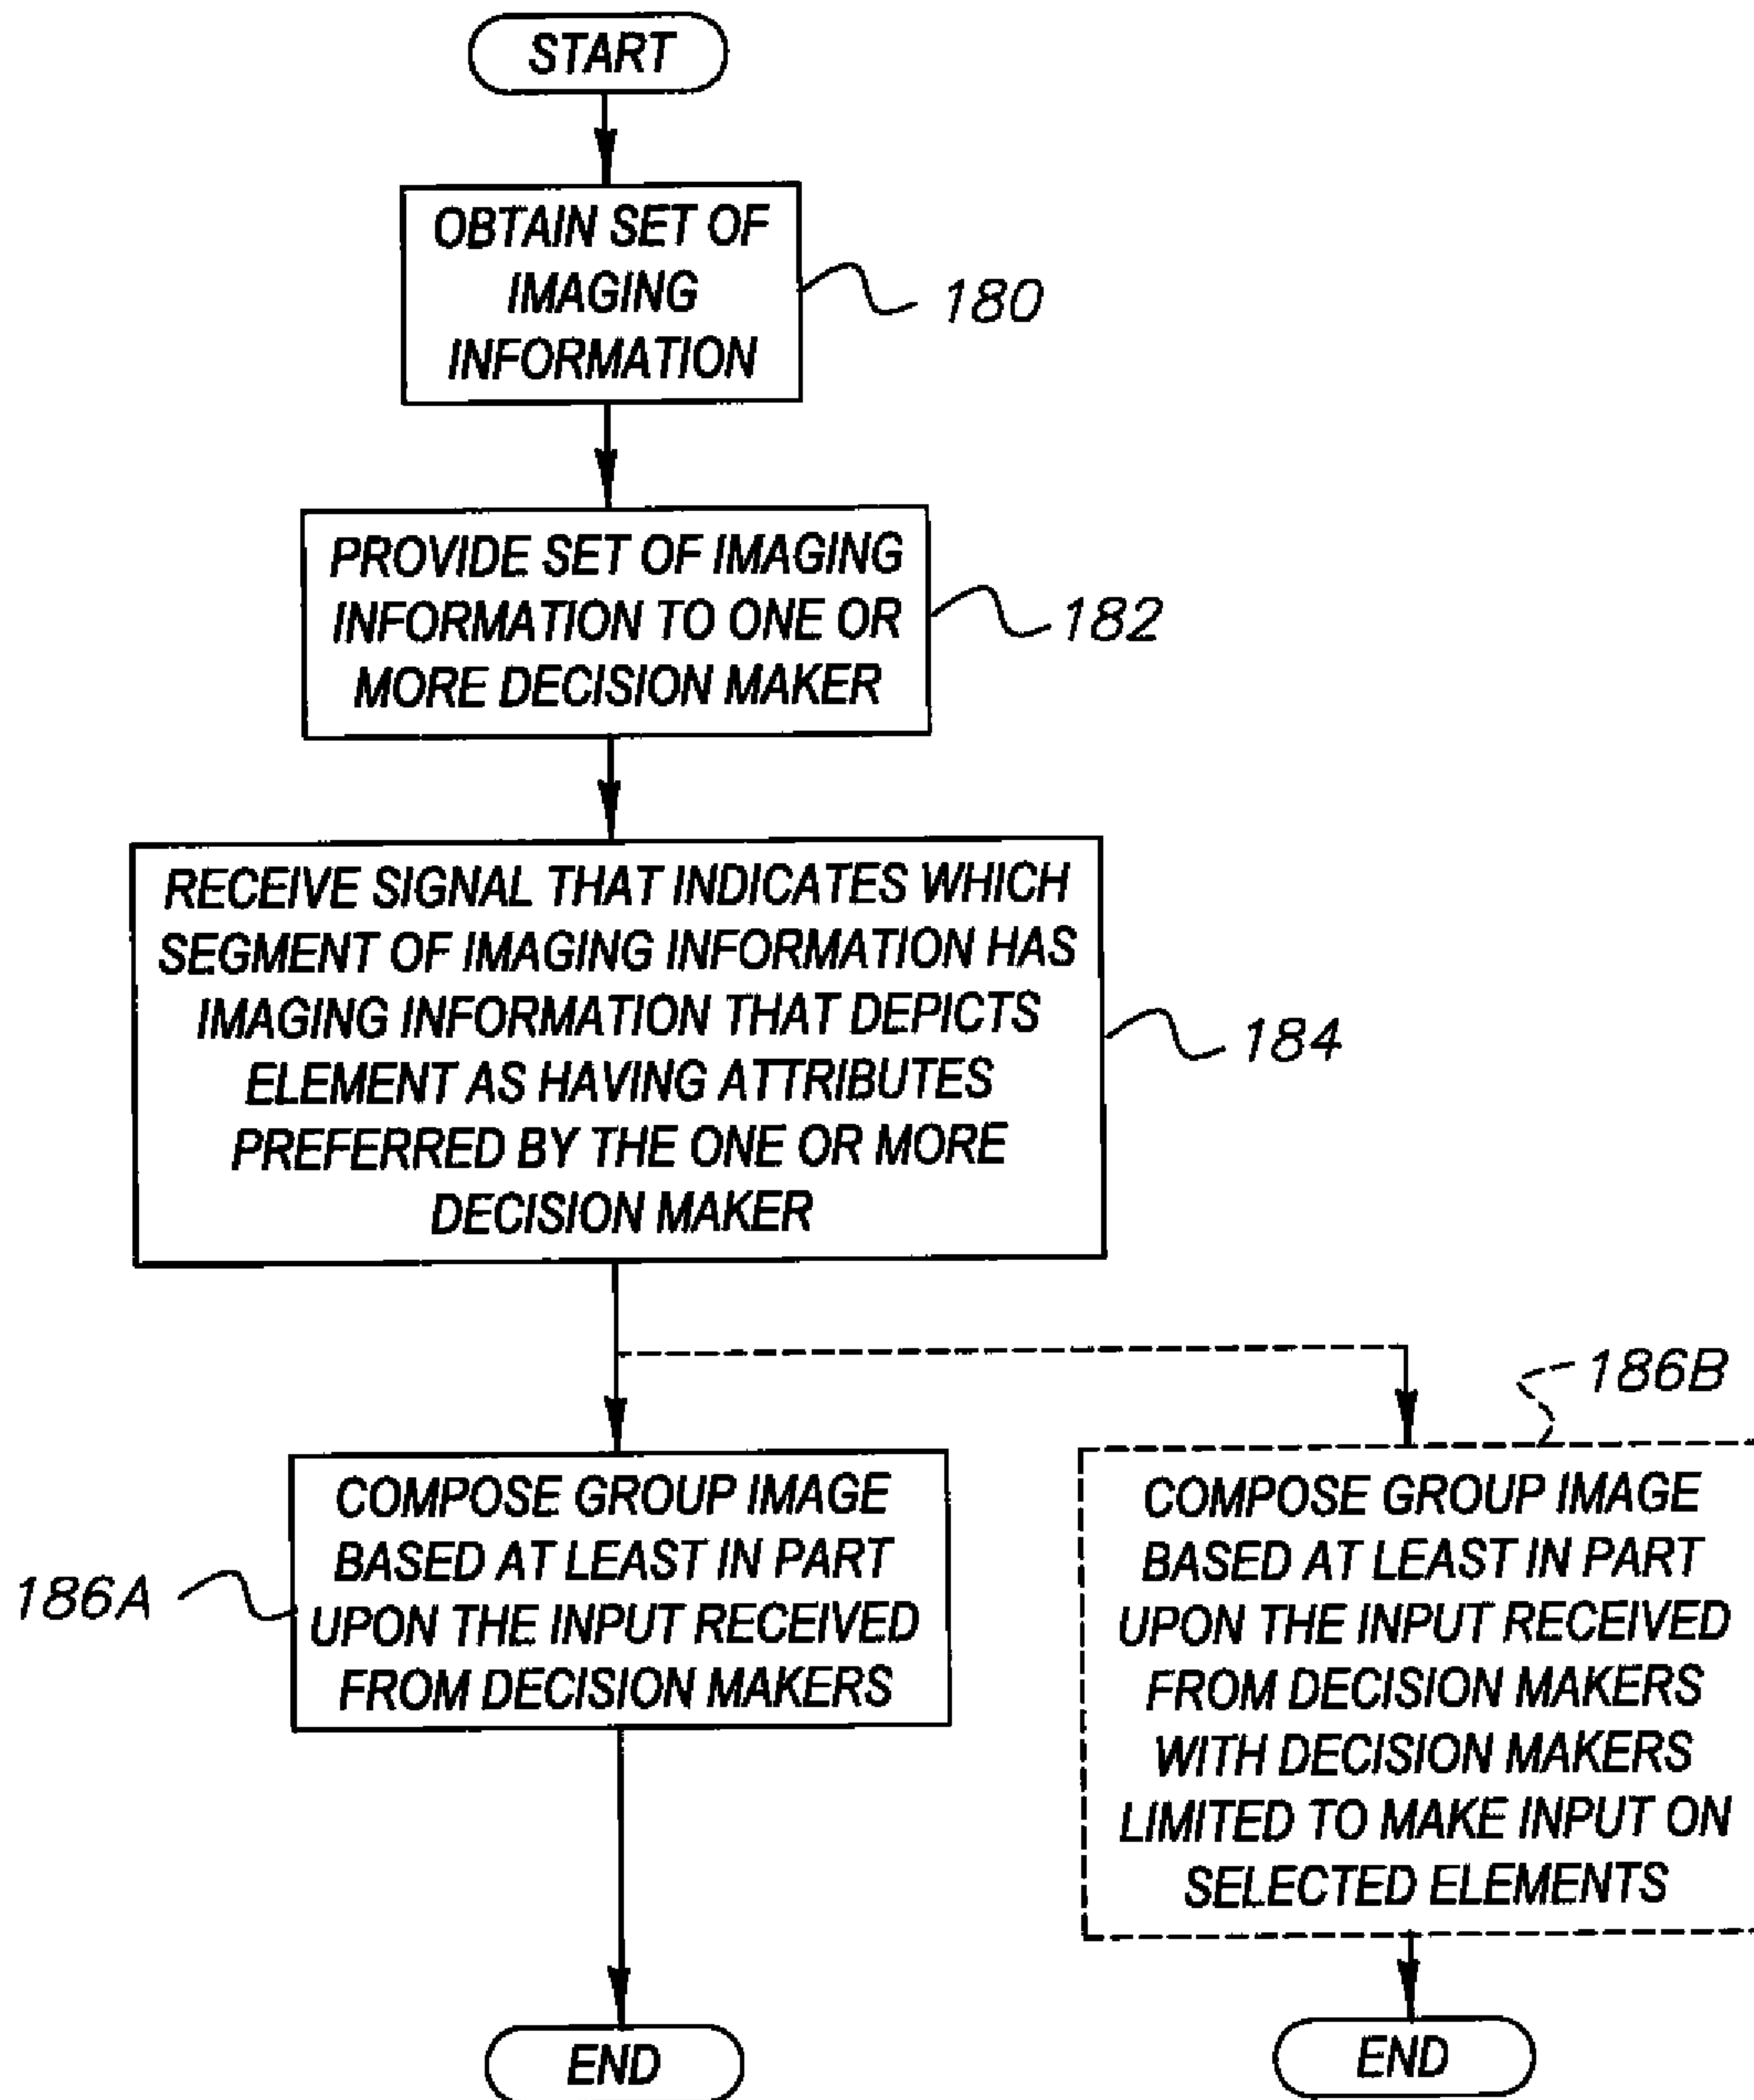 START
OBTAIN SET OF
IMAGING
INFORMATION
180
PROVIDE SET OF IMAGING
INFORMATION TO ONE OR
MORE DECISION MAKER
182
RECEIVE SIGNAL THAT INDICATES WHICH
SEGMENT OF IMAGING INFORMATION HAS
IMAGING INFORMATION THAT DEPICTS
ELEMENT AS HAVING ATTRIBUTES
PREFERRED BY THE ONE OR MORE
DECISION MAKER
184
COMPOSE GROUP IMAGE
BASED AT LEAST IN PART
UPON THE INPUT RECEIVED
FROM DECISION MAKERS
186A
186B
COMPOSE GROUP IMAGE
BASED AT LEAST IN PART
UPON THE INPUT RECEIVED
FROM DECISION MAKERS
WITH DECISION MAKERS
LIMITED TO MAKE INPUT ON
SELECTED ELEMENTS
END
END